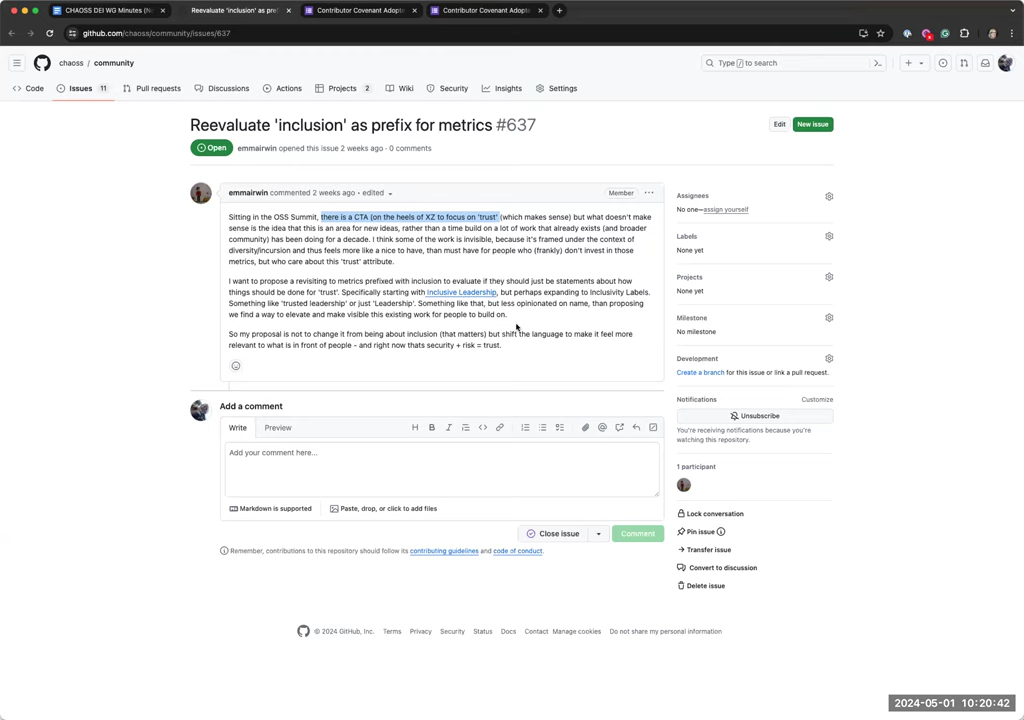 CHAOSS DEI WG Minutes (N
Reevaluate 'inclusion' as pre
Contributor Covenant Adopte
Contributor Covenant Adopte
github.com/chaoss/community/issues/637
chaoss / community
Type / to search
Code
Issues 11
Pull requests
Discussions
Actions
Projects 2
Wiki
Security
Insights
Settings
Reevaluate 'inclusion' as prefix for metrics #637
Edit
New issue
Open
emmairwin opened this issue 2 weeks ago · 0 comments
emmairwin commented 2 weeks ago • edited
Member
Sitting in the OSS Summit, there is a CTA (on the heels of XZ to focus on 'trust' (which makes sense) but what doesn't make
sense is the idea that this is an area for new ideas, rather than a time build on a lot of work that already exists (and broader
community) has been doing for a decade. I think some of the work is invisible, because it's framed under the context of
diversity/incursion and thus feels more like a nice to have, than must have for people who (frankly) don't invest in those
metrics, but who care about this 'trust' attribute.
I want to propose a revisiting to metrics prefixed with inclusion to evaluate if they should just be statements about how
things should be done for 'trust'. Specifically starting with Inclusive Leadership, but perhaps expanding to Inclusivity Labels.
Something like 'trusted leadership' or just 'Leadership'. Something like that, but less opinionated on name, than proposing
we find a way to elevate and make visible this existing work for people to build on.
So my proposal is not to change it from being about inclusion (that matters) but shift the language to make it feel more
relevant to what is in front of people - and right now thats security + risk = trust.
Add a comment
Write
Preview
Add your comment here...
Markdown is supported
Paste, drop, or click to add files
Close issue
Comment
Remember, contributions to this repository should follow its contributing guidelines and code of conduct.
Assignees
No one—assign yourself
Labels
None yet
Projects
None yet
Milestone
No milestone
Development
Create a branch for this issue or link a pull request.
Notifications
Customize
Unsubscribe
You're receiving notifications because you're
watching this repository.
1 participant
Lock conversation
Pin issue
Transfer issue
Convert to discussion
Delete issue
© 2024 GitHub, Inc.
Terms
Privacy
Security
Status
Docs
Contact
Manage cookies
Do not share my personal information
2024-05-01 10:20:42